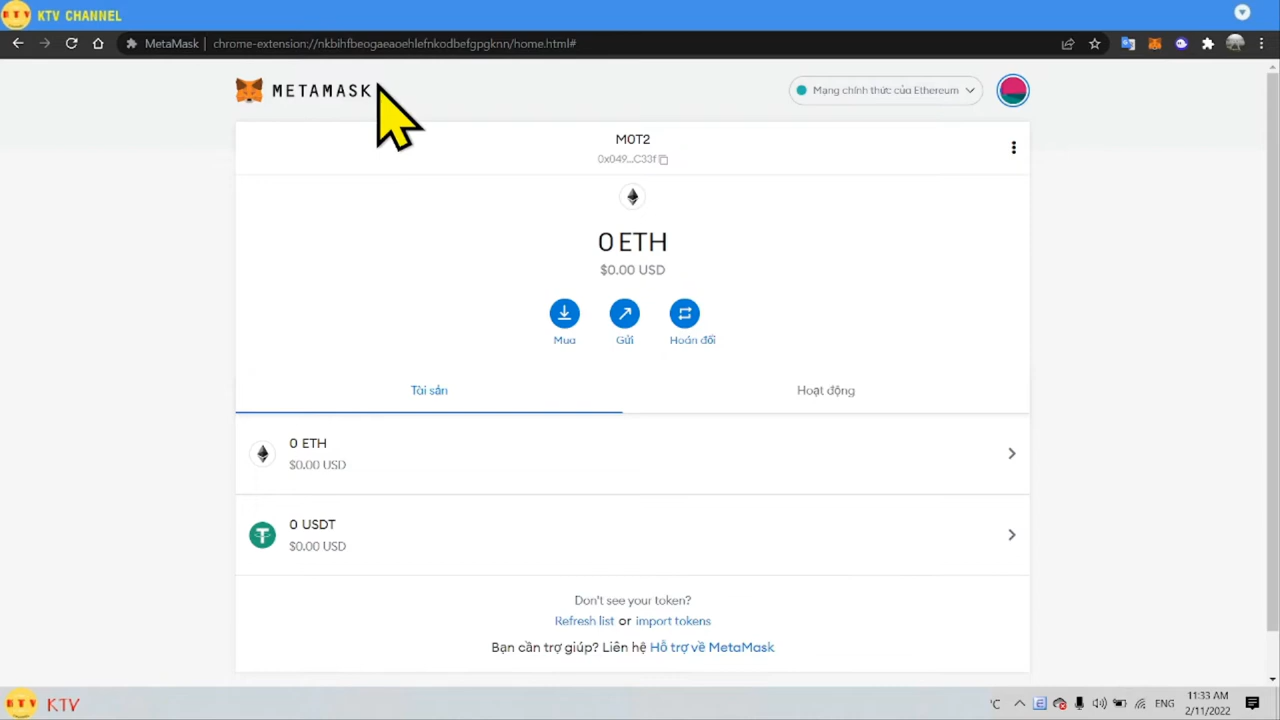 KTV KTV CHANNEL
MetaMask | chrome-extension://nkbihfbeogaeaoehlefnkodbefgpgknn/home.html#
METAMASK
Mạng chính thức của Ethereum
MOT2
0x049...C33f
0 ETH
$0.00 USD
Mua
Gửi
Hoán đổi
Tài sản
Hoạt động
0 ETH
$0.00 USD
0 USDT
$0.00 USD
Don't see your token?
Refresh list or import tokens
Bạn cần trợ giúp? Liên hệ Hỗ trợ về MetaMask
KTV KTV
°C
ENG
11:33 AM
2/11/2022